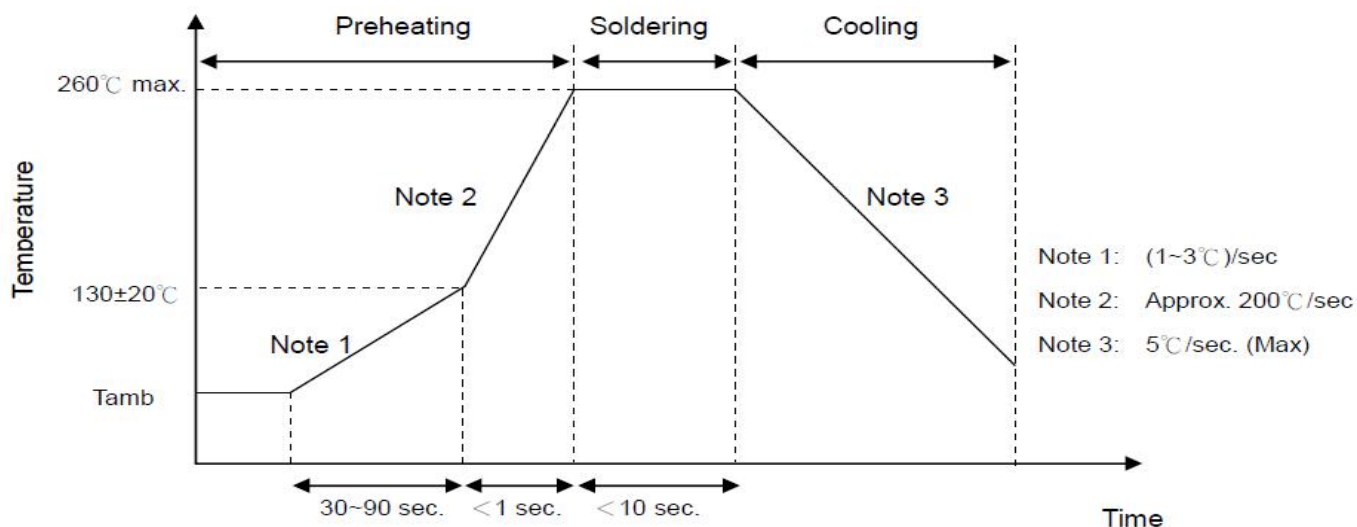 Preheating
Soldering
Cooling
260℃ max.
Temperature
Note 2
Note 3
130±20℃
Note 1
Tamb
Note 1: (1~3℃)/sec
Note 2: Approx. 200℃/sec
Note 3: 5℃/sec. (Max)
30~90 sec.
<1 sec.
<10 sec.
Time